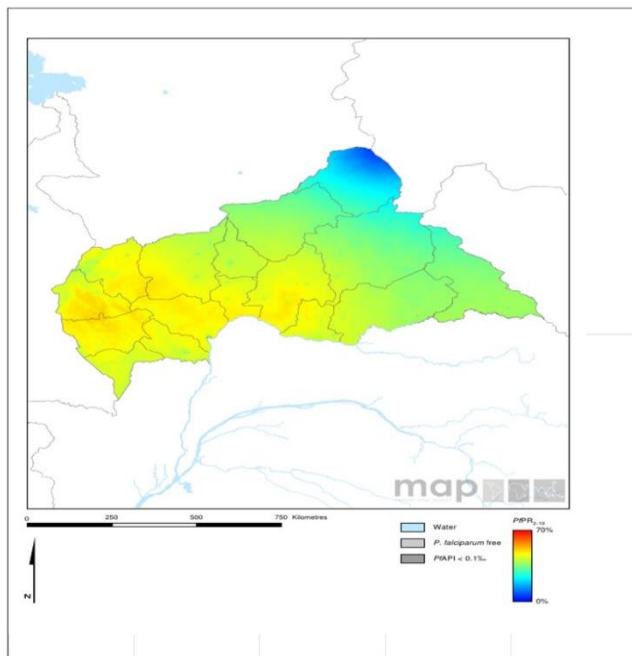 map
0 250 500 750 Kilometres
N
Water
P. falciparum free
PfAPI < 0.1‰
PfPR2-10
70%
0%